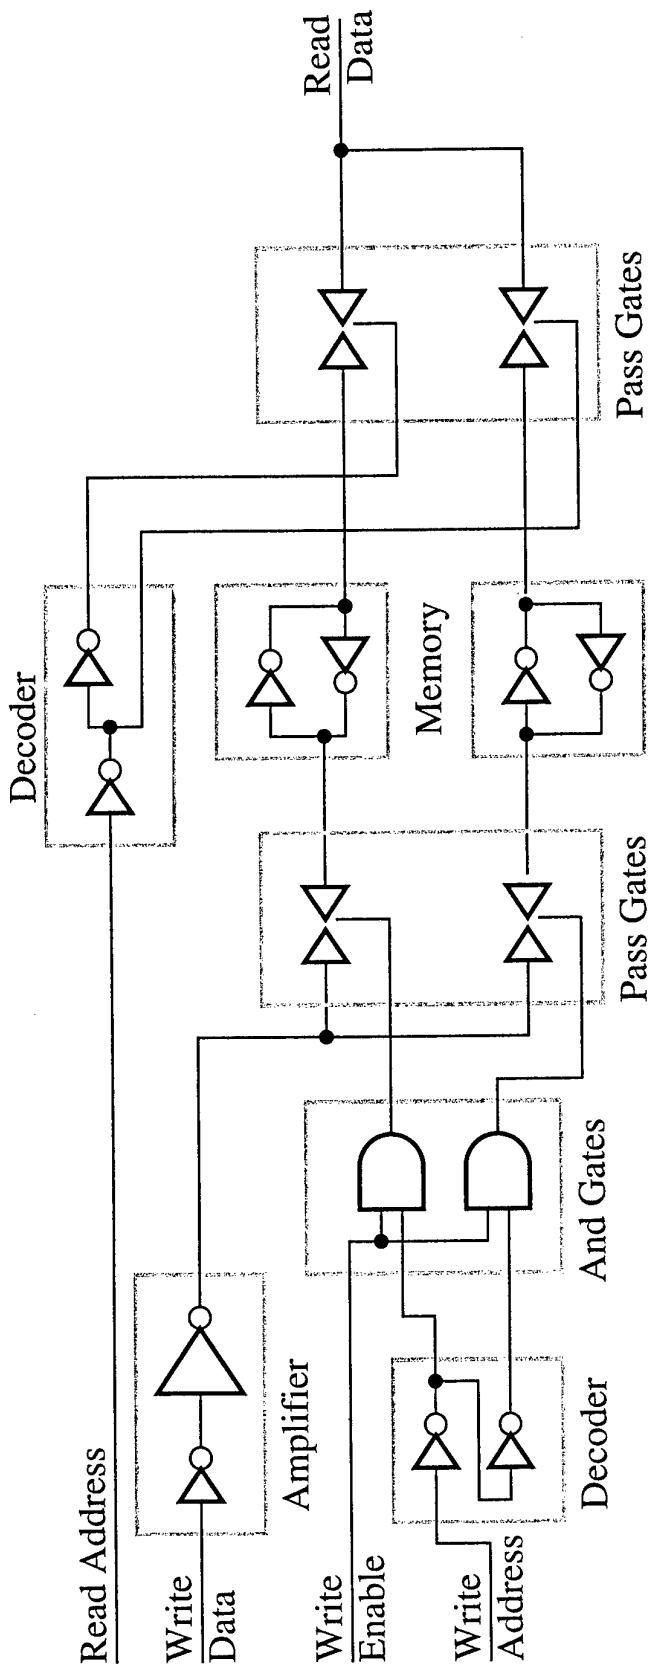 Read Address
Write
Data
Write
Enable
Write
Address
Amplifier
Decoder
And Gates
Pass Gates
Decoder
Memory
Pass Gates
Read
Data